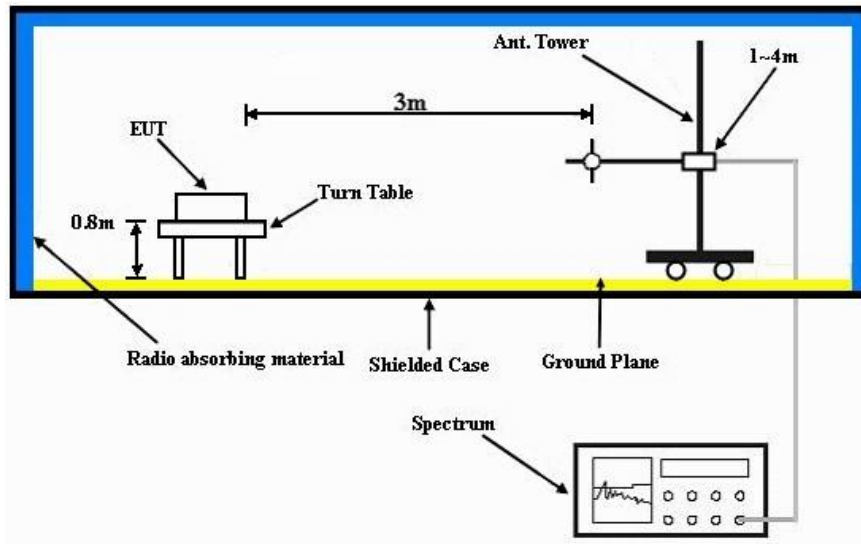 Ant. Tower
1~4m
3m
EUT
Turn Table
0.8m
Radio absorbing material
Shielded Case
Ground Plane
Spectrum